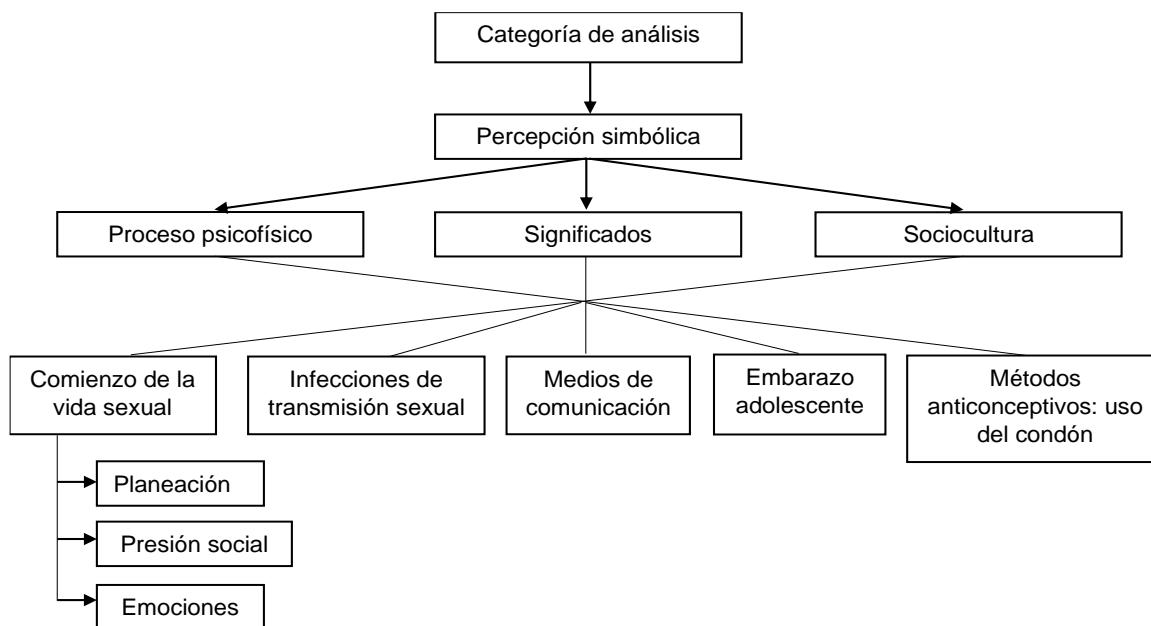 Categoría de análisis
Percepción simbólica
Proceso psicofísico
Significados
Sociocultura
Comienzo de la
vida sexual
Infecciones de
transmisión sexual
Medios de
comunicación
Embarazo
adolescente
Métodos
anticonceptivos: uso
del condón
Planeación
Presión social
Emociones